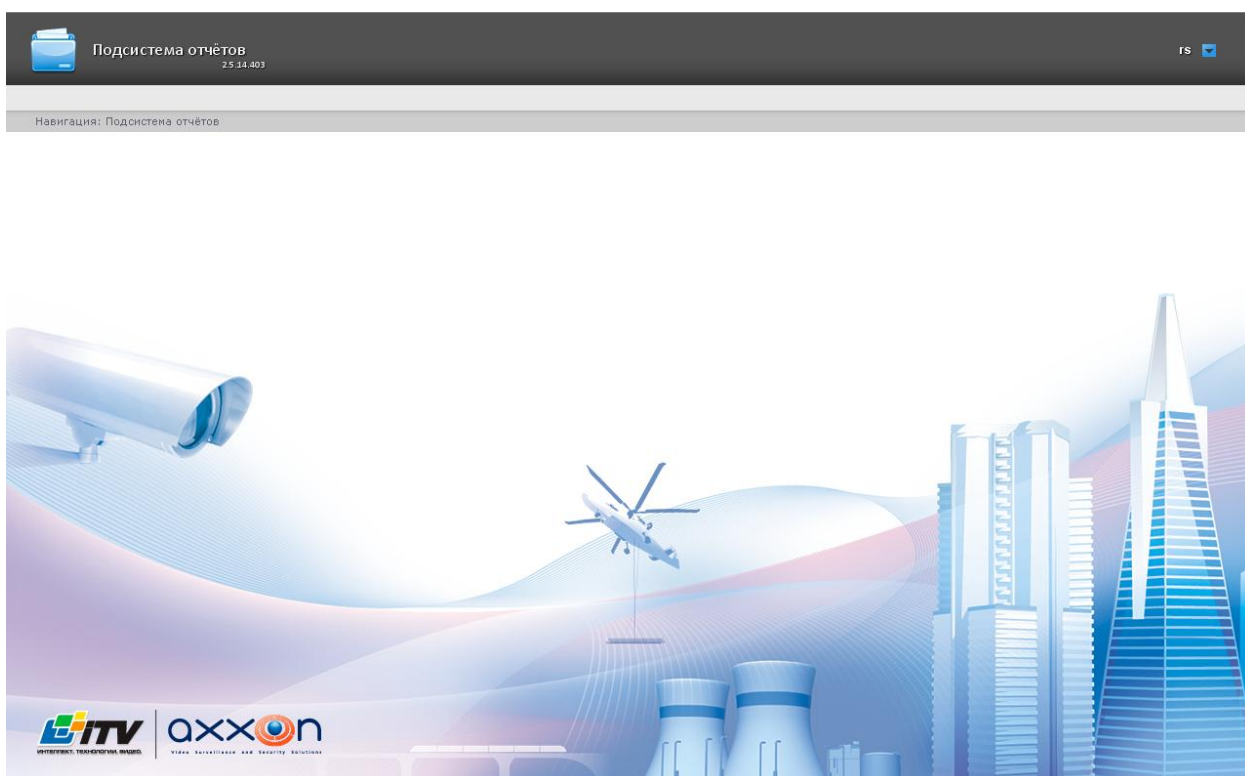 Подсистема отчётов
rs
2.5.14.403
Навигация: Подсистема отчётов
ITV
axxon
ИНТЕЛЛЕКТ. ТЕХНОЛОГИИ. ВИДЕО.
Video Surveillance and Security Solutions